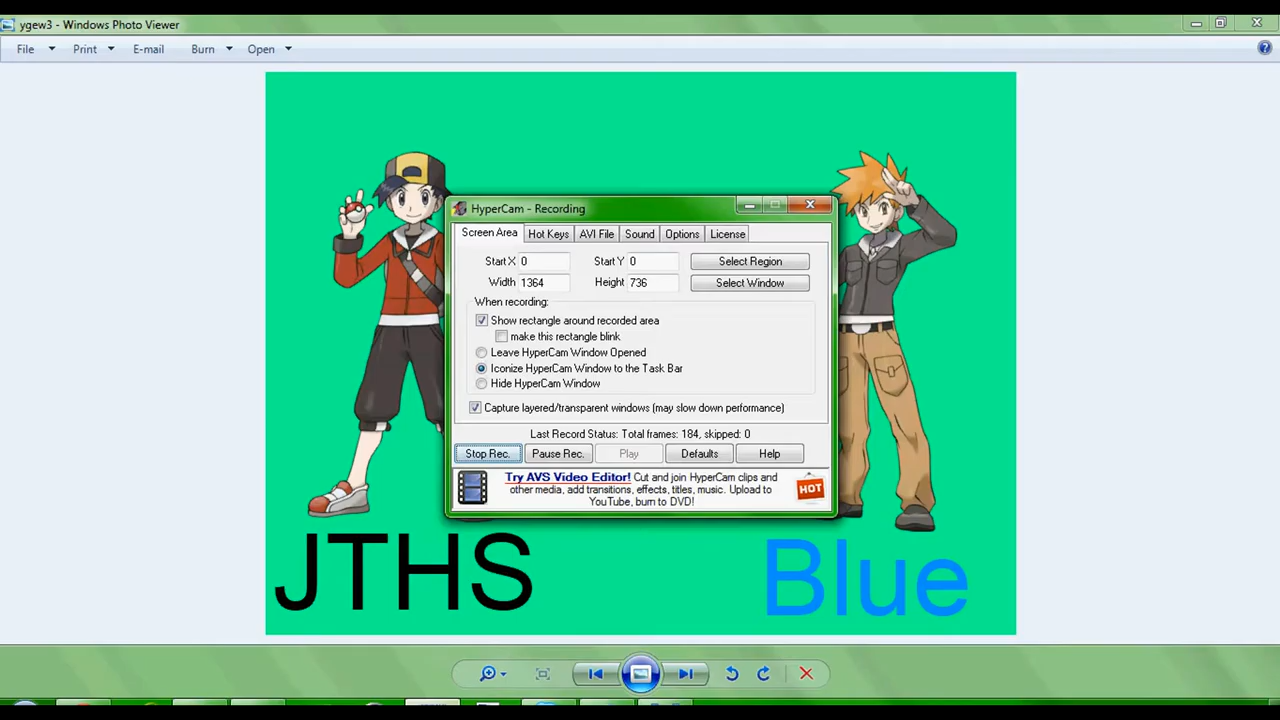 ygew3 - Windows Photo Viewer
File Print E-mail Burn Open
HyperCam - Recording
Screen Area Hot Keys AVI File Sound Options License
Start X 0 Start Y 0 Select Region
Width 1364 Height 736 Select Window
When recording:
Show rectangle around recorded area
make this rectangle blink
Leave HyperCam Window Opened
Iconize HyperCam Window to the Task Bar
Hide HyperCam Window
Capture layered/transparent windows (may slow down performance)
Last Record Status: Total frames: 184, skipped: 0
Stop Rec. Pause Rec. Play Defaults Help
Try AVS Video Editor! Cut and join HyperCam clips and
other media, add transitions, effects, titles, music. Upload to
YouTube, burn to DVD!
HOT
JTHS Blue